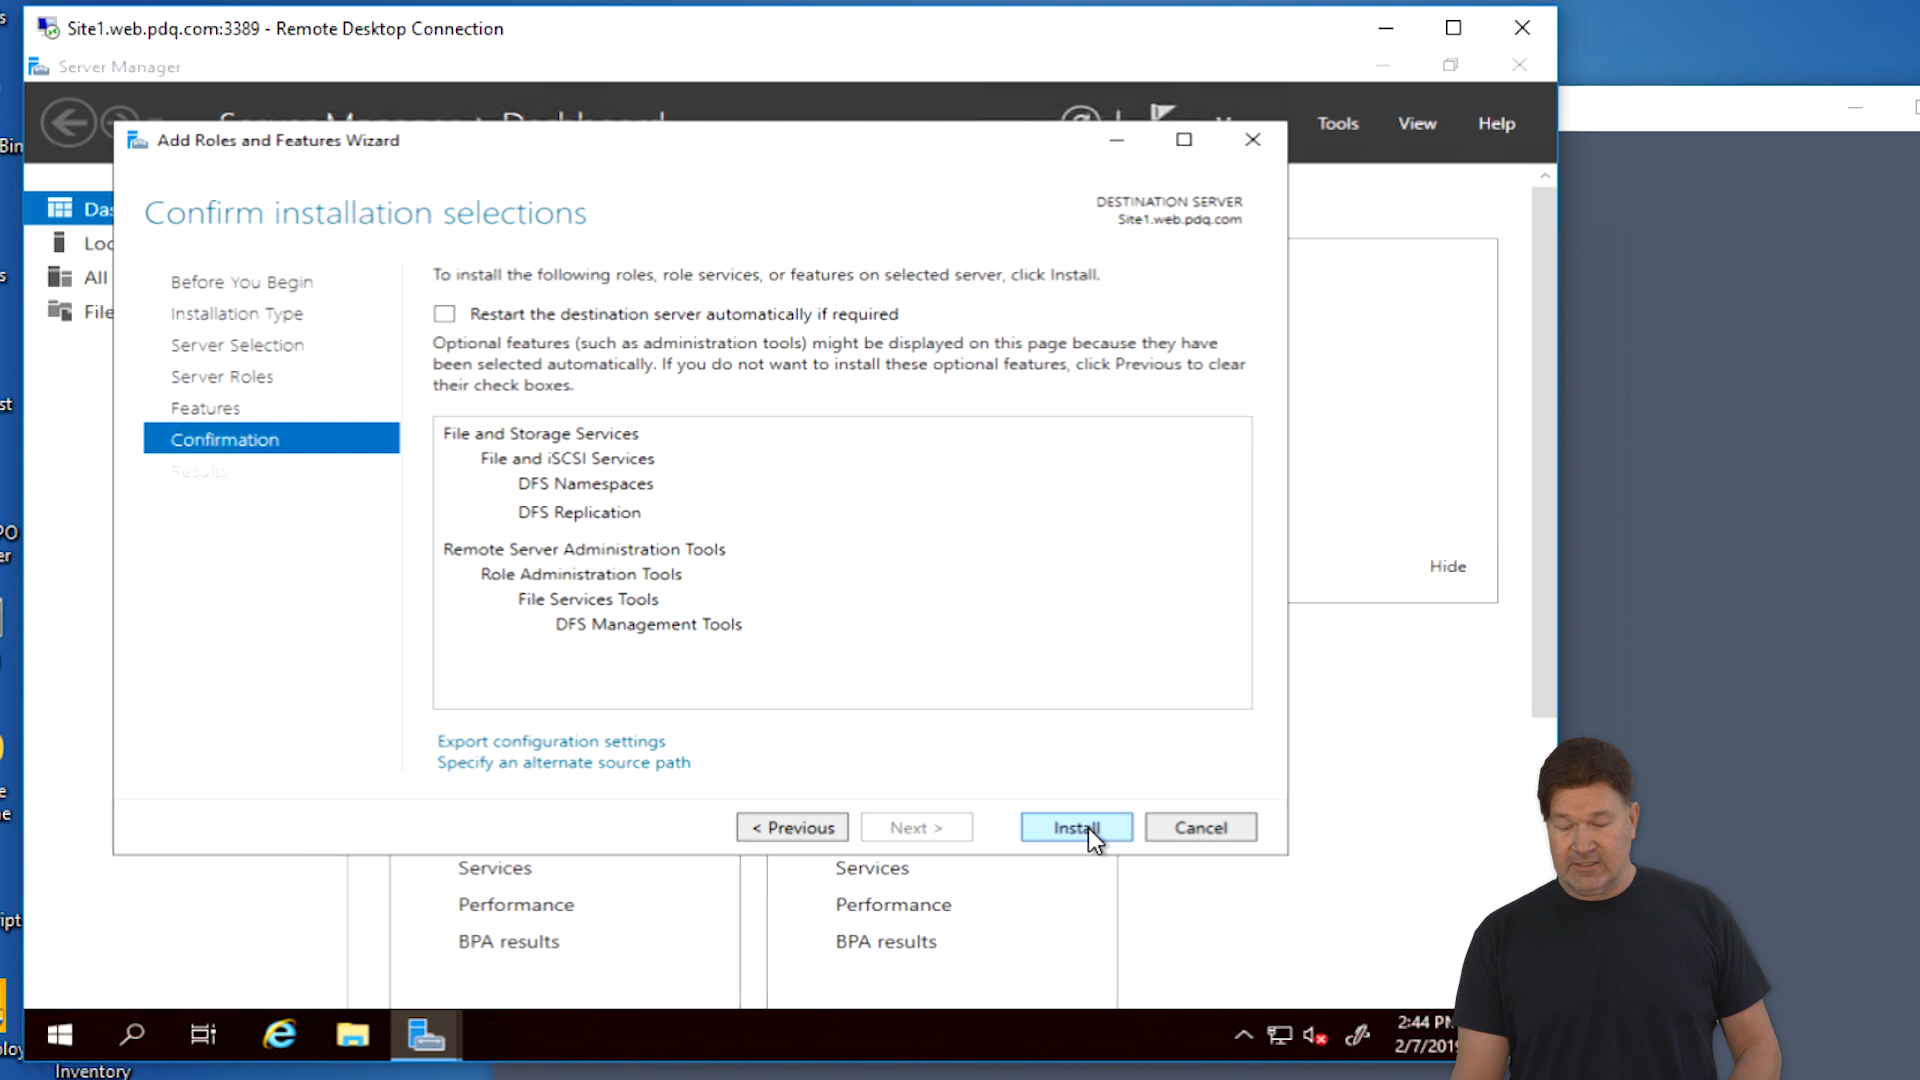 Site1.web.pdq.com:3389 - Remote Desktop Connection
Server Manager
Tools View Help
Add Roles and Features Wizard
Confirm installation selections
DESTINATION SERVER
Site1.web.pdq.com
Before You Begin
Installation Type
Server Selection
Server Roles
Features
Confirmation
Results
To install the following roles, role services, or features on selected server, click Install.
Restart the destination server automatically if required
Optional features (such as administration tools) might be displayed on this page because they have
been selected automatically. If you do not want to install these optional features, click Previous to clear
their check boxes.
File and Storage Services
File and iSCSI Services
DFS Namespaces
DFS Replication
Remote Server Administration Tools
Role Administration Tools
File Services Tools
DFS Management Tools
Export configuration settings
Specify an alternate source path
< Previous
Next >
Install
Cancel
All
Hide
Services
Performance
BPA results
Services
Performance
BPA results
2:44 PM
2/7/2019
Inventory